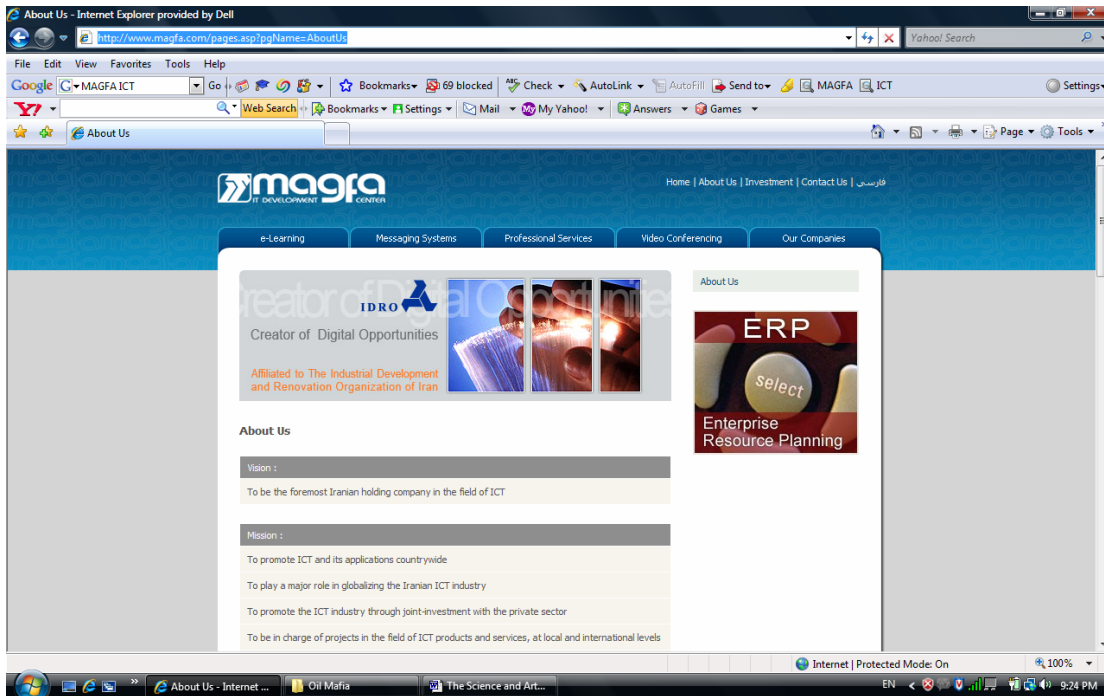 About Us - Internet Explorer provided by Dell
http://www.magfa.com/pages.asp?pgName=AboutUs
Yahoo! Search
File Edit View Favorites Tools Help
Google MAGFA ICT Go Bookmarks 69 blocked Check AutoLink AutoFill Send to MAGFA ICT Settings
Y! Web Search Bookmarks Settings Mail My Yahoo! Answers Games
About Us Page Tools
magfa
IT DEVELOPMENT CENTER
Home | About Us | Investment | Contact Us | فارسی
e-Learning Messaging Systems Professional Services Video Conferencing Our Companies
Creator of Digital Opportunities
IDRO
Creator of Digital Opportunities
Affiliated to The Industrial Development
and Renovation Organization of Iran
About Us
ERP
select
Enterprise
Resource Planning
About Us
Vision :
To be the foremost Iranian holding company in the field of ICT
Mission :
To promote ICT and its applications countrywide
To play a major role in globalizing the Iranian ICT industry
To promote the ICT industry through joint-investment with the private sector
To be in charge of projects in the field of ICT products and services, at local and international levels
Internet | Protected Mode: On 100%
About Us - Internet ... Oil Mafia The Science and Art... EN 9:24 PM